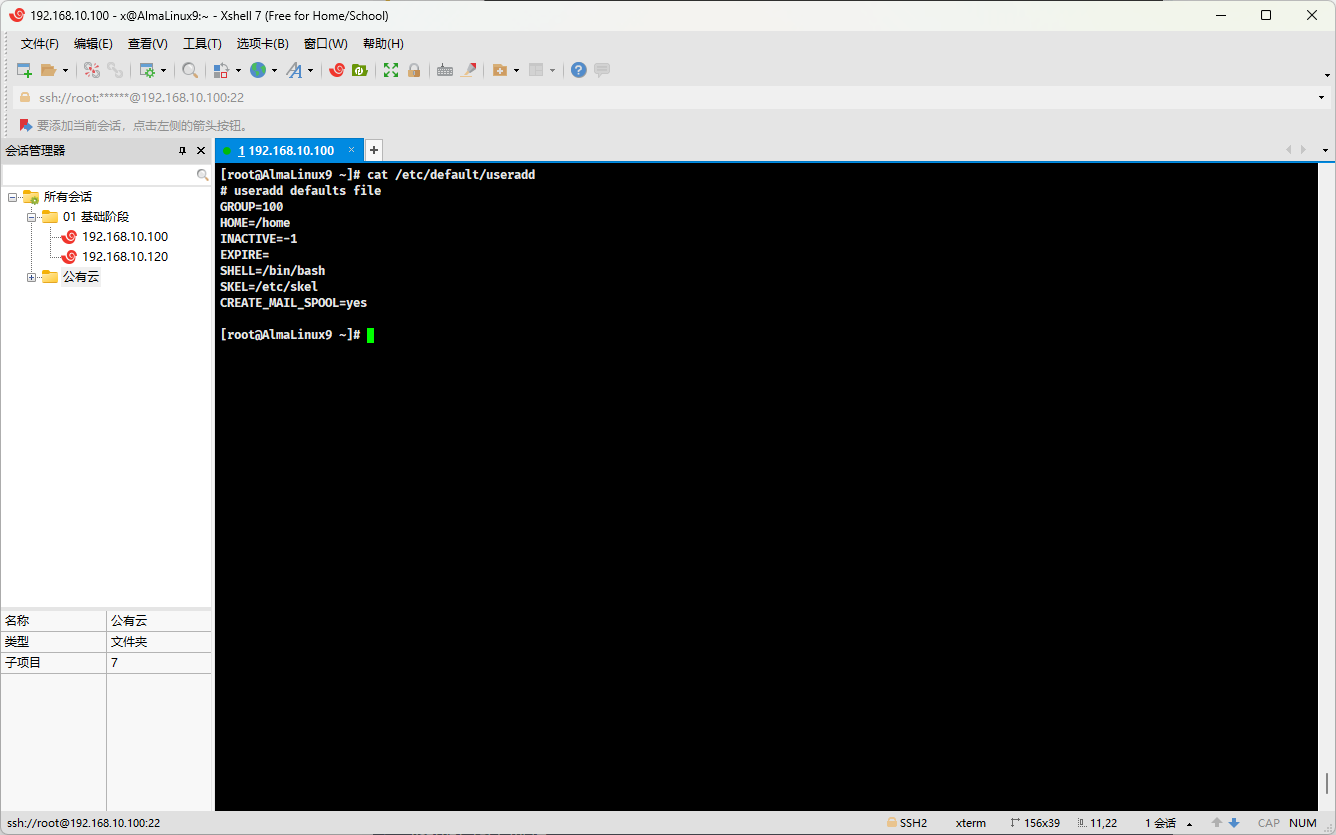 192.168.10.100 - x@AlmaLinux9:~ - Xshell 7 (Free for Home/School)
文件(F) 编辑(E) 查看(V) 工具(T) 选项卡(B) 窗口(W) 帮助(H)
ssh://root:******@192.168.10.100:22
要添加当前会话，点击左侧的箭头按钮。
会话管理器
1 192.168.10.100
所有会话
01 基础阶段
192.168.10.100
192.168.10.120
公有云
[root@AlmaLinux9 ~]# cat /etc/default/useradd
# useradd defaults file
GROUP=100
HOME=/home
INACTIVE=-1
EXPIRE=
SHELL=/bin/bash
SKEL=/etc/skel
CREATE_MAIL_SPOOL=yes
[root@AlmaLinux9 ~]#
名称 公有云
类型 文件夹
子项目 7
ssh://root@192.168.10.100:22 SSH2 xterm 156x39 11,22 1 会话 CAP NUM